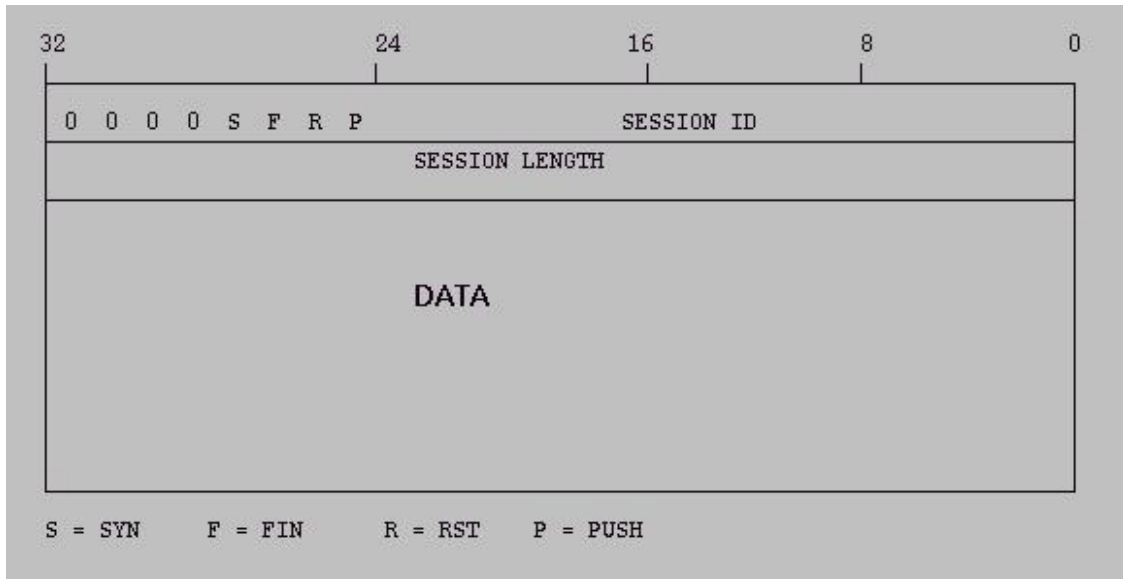 32 24 16 8 0
0 0 0 0 S F R P SESSION ID
SESSION LENGTH
DATA
S = SYN F = FIN R = RST P = PUSH